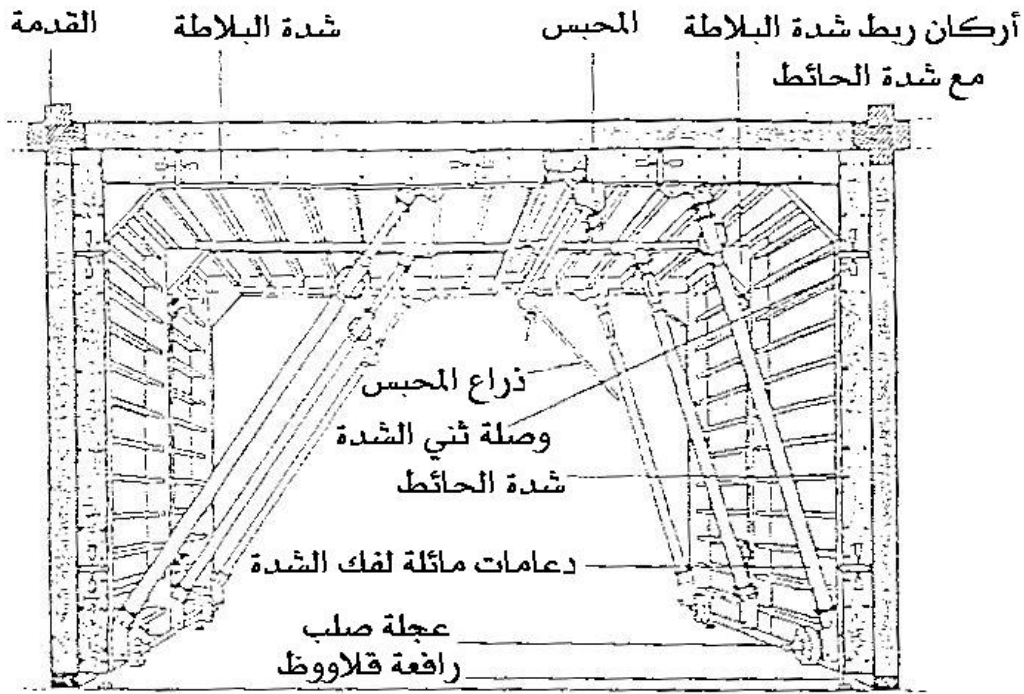 أركان ربط شدة البلاطة
مع شدة الحائط
المحبس
شدة البلاطة
القدمة
ذراع المحبس
وصلة ثني الشدة
شدة الحائط
دعامات مائلة لفك الشدة
عجلة صلب
رافعة قلاووظ